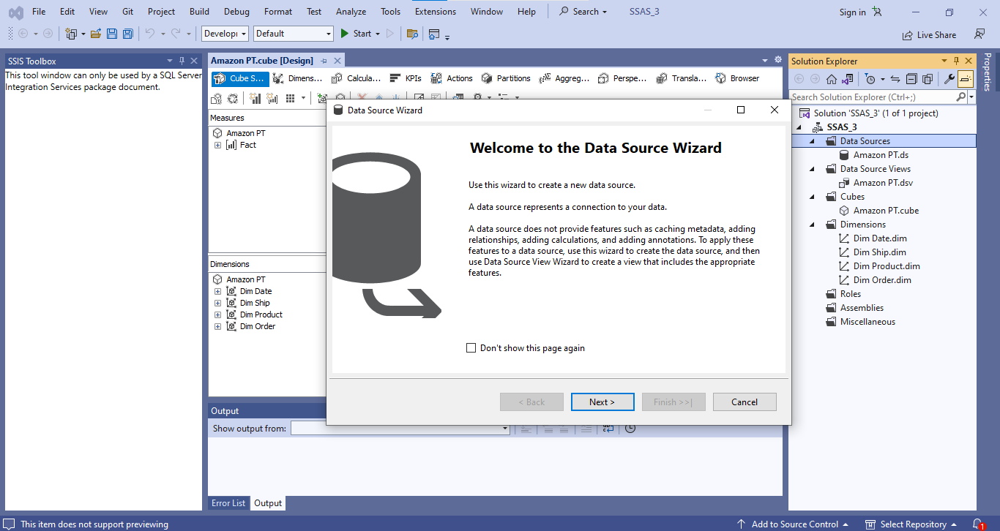 File Edit View Git Project Build Debug Format Test Analyze Tools Extensions Window Help Search SSAS_3 Sign in
Developi Default Start Live Share
SSIS Toolbox
This tool window can only be used by a SQL Server
Integration Services package document.
Amazon PT.cube [Design]
Cube S... Dimens... Calcula... KPIs Actions Partitions Aggreg... Perspe... Transla... Browser
Measures
Amazon PT
Fact
Dimensions
Amazon PT
Dim Date
Dim Ship
Dim Product
Dim Order
Data Source Wizard
Welcome to the Data Source Wizard
Use this wizard to create a new data source.
A data source represents a connection to your data.
A data source does not provide features such as caching metadata, adding
relationships, adding calculations, and adding annotations. To apply these
features to a data source, use this wizard to create the data source, and then
use Data Source View Wizard to create a view that includes the appropriate
features.
Don't show this page again
< Back Next > Finish >>| Cancel
Output
Show output from:
Error List Output
Solution Explorer
Search Solution Explorer (Ctrl+;)
Solution 'SSAS_3' (1 of 1 project)
SSAS_3
Data Sources
Amazon PT.ds
Data Source Views
Amazon PT.dsv
Cubes
Amazon PT.cube
Dimensions
Dim Date.dim
Dim Ship.dim
Dim Product.dim
Dim Order.dim
Roles
Assemblies
Miscellaneous
Properties
This item does not support previewing Add to Source Control Select Repository 1